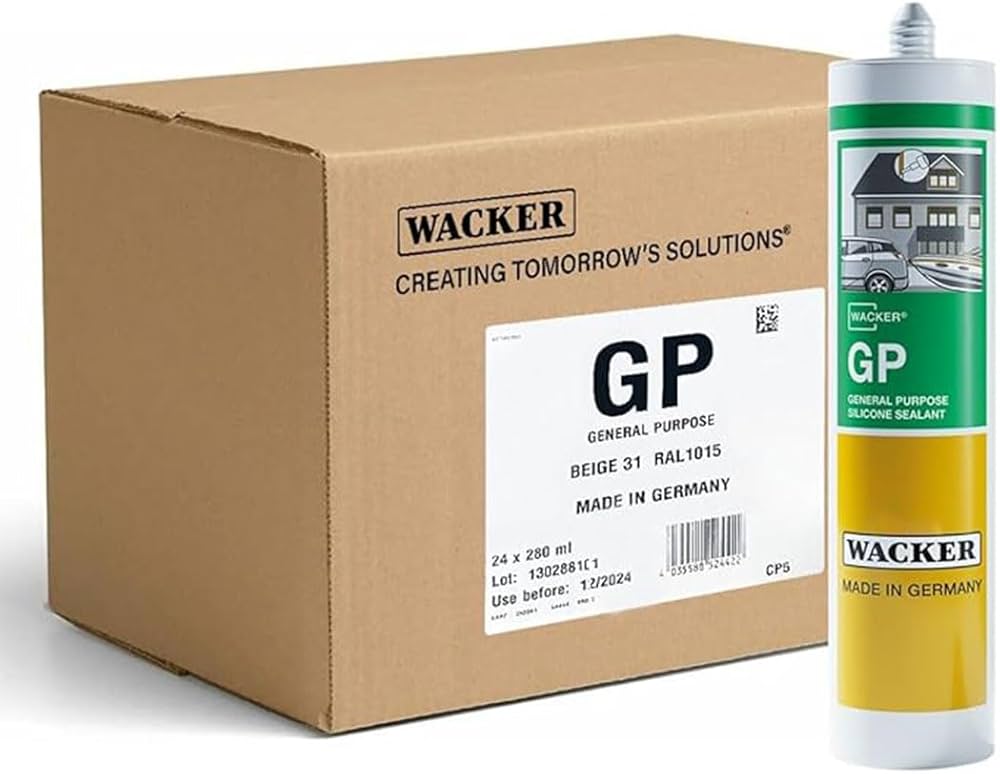 WACKER
CREATING TOMORROW'S SOLUTIONS®
GP
GENERAL PURPOSE
BEIGE 31 RAL1015
MADE IN GERMANY
24 x 280 ml
Lot:
Use before: 12/2024
CP5
WACKER®
GP
GENERAL PURPOSE
SILICONE SEALANT
WACKER
MADE IN GERMANY